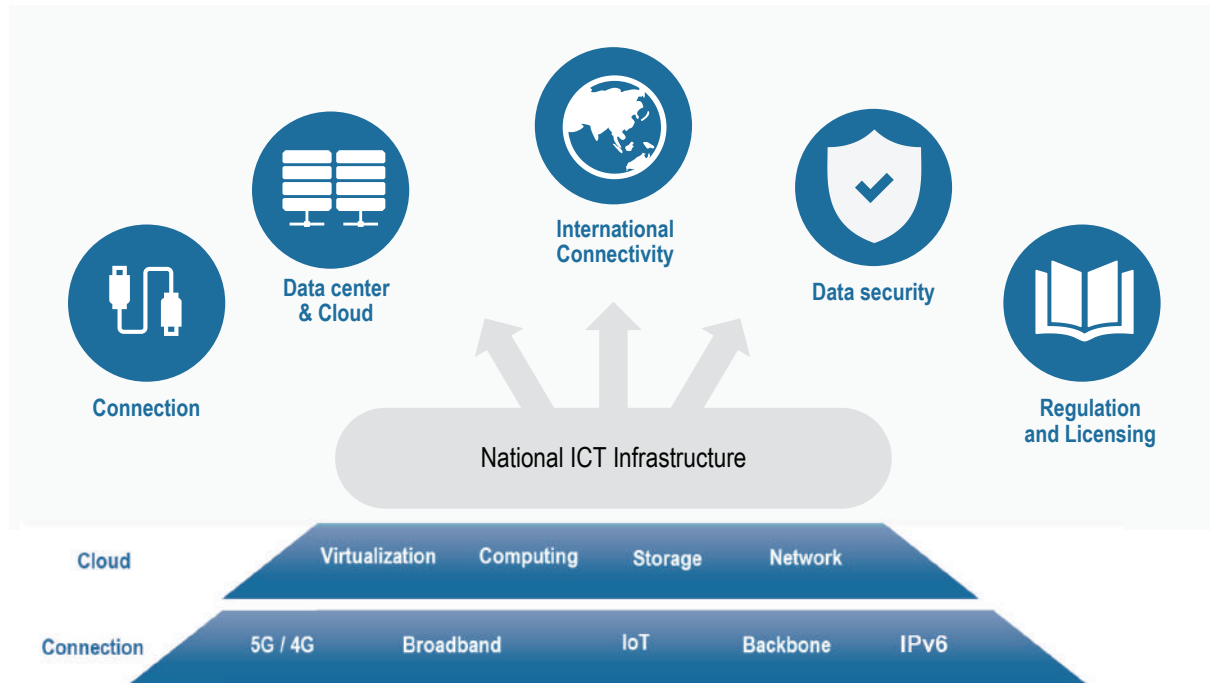 International
Connectivity
Data center
& Cloud
Data security
Connection
Regulation
and Licensing
National ICT Infrastructure
Cloud
Virtualization
Computing
Storage
Network
Connection
5G / 4G
Broadband
IoT
Backbone
IPv6